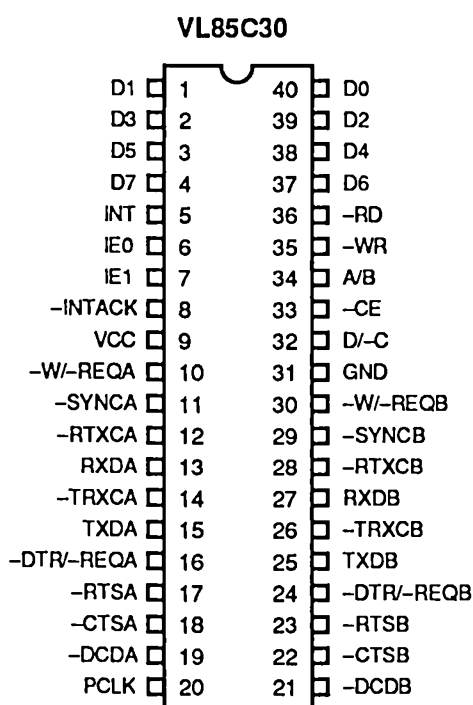 VL85C30
D1 1 40 D0
D3 2 39 D2
D5 3 38 D4
D7 4 37 D6
INT 5 36 –RD
IE0 6 35 –WR
IE1 7 34 A/B
–INTACK 8 33 –CE
VCC 9 32 D/–C
–W/–REQA 10 31 GND
–SYNCA 11 30 –W/–REQB
–RTXCA 12 29 –SYNCB
RXDA 13 28 –RTXCB
–TRXCA 14 27 RXDB
TXDA 15 26 –TRXCB
–DTR/–REQA 16 25 TXDB
–RTSA 17 24 –DTR/–REQB
–CTSA 18 23 –RTSB
–DCDA 19 22 –CTSB
PCLK 20 21 –DCDB